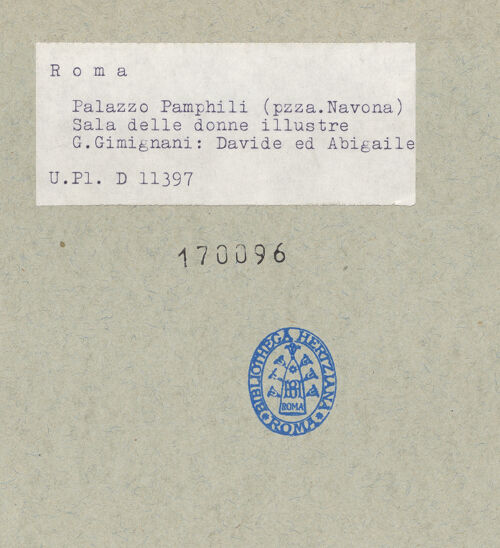 Roma
Palazzo Pamphili (pzza.Navona)
Sala delle donne illustre
G.Gimignani: Davide ed Abigaile
U.Pl. D 11397
170096
BIBLIOTHECA HERTZIANA
ROMA
ROMA